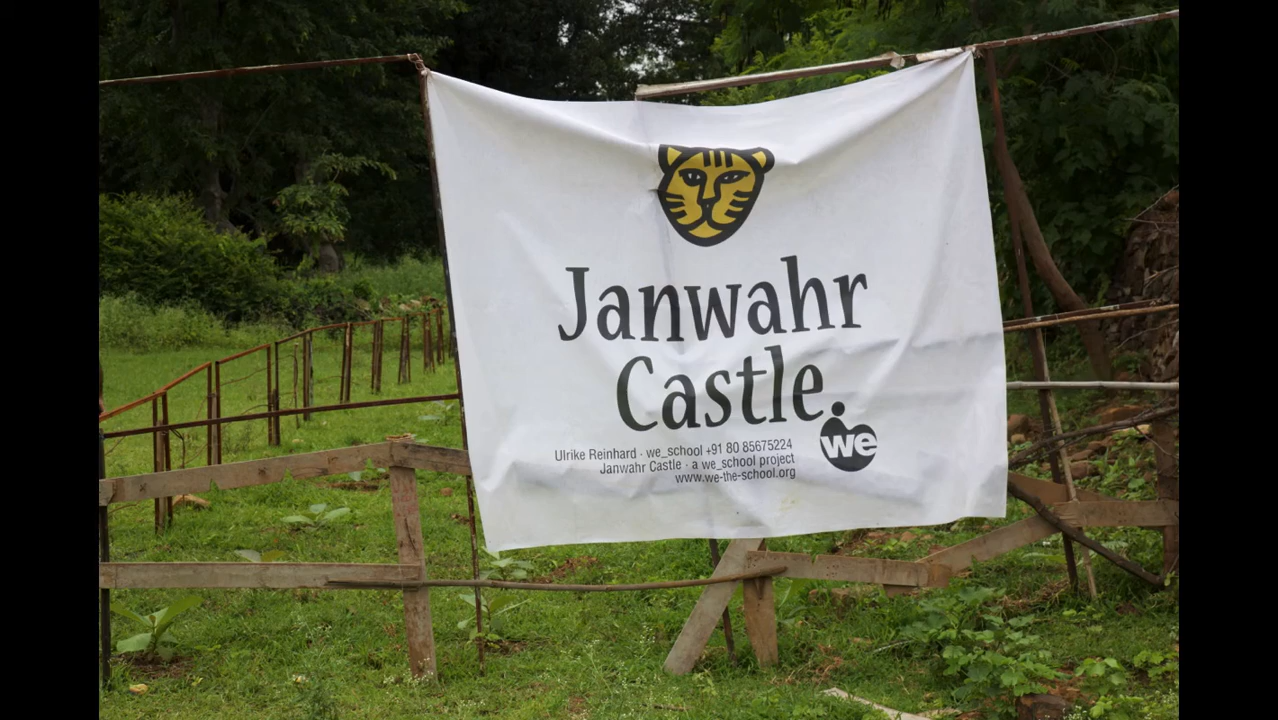 Janwahr
Castle.
we
Ulrike Reinhard · we_school +91 80 85675224
Janwahr Castle · a we_school project
www.we-the-school.org